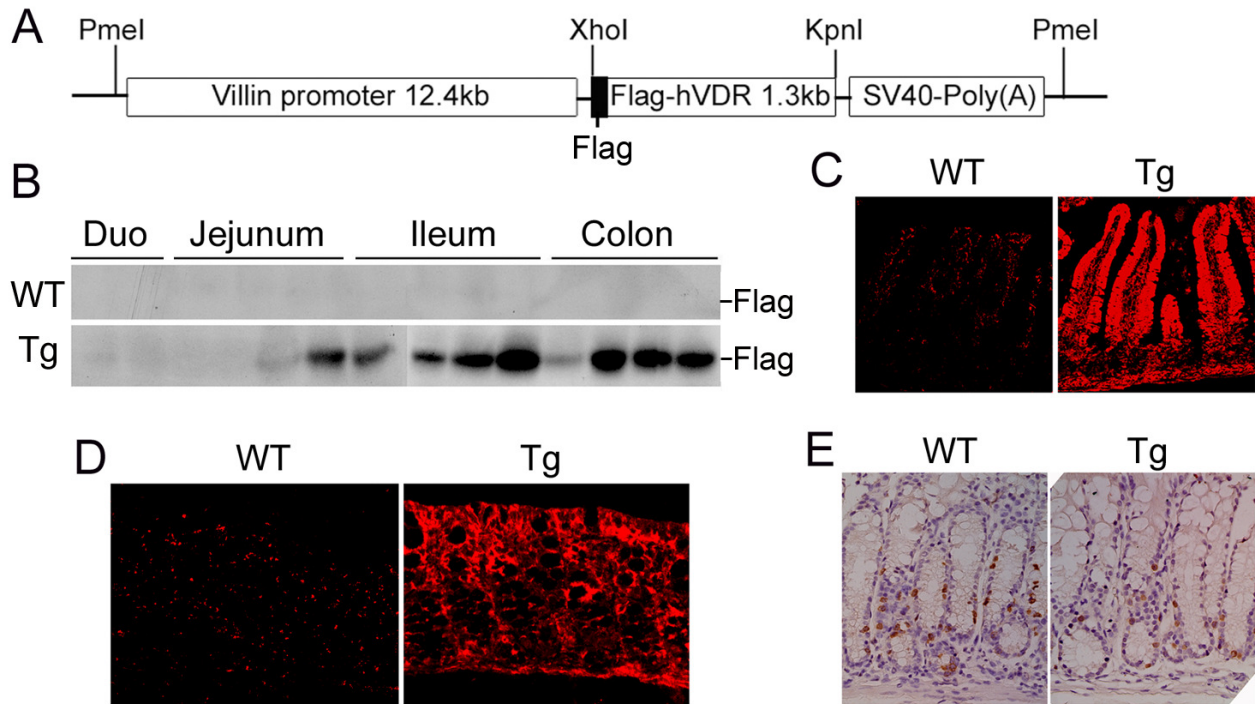 A
PmeI XhoI KpnI PmeI
Villin promoter 12.4kb Flag-hVDR 1.3kb SV40-Poly(A)
Flag
B
Duo Jejunum Ileum Colon
WT -Flag
Tg -Flag
C
WT Tg
D
WT Tg
E
WT Tg